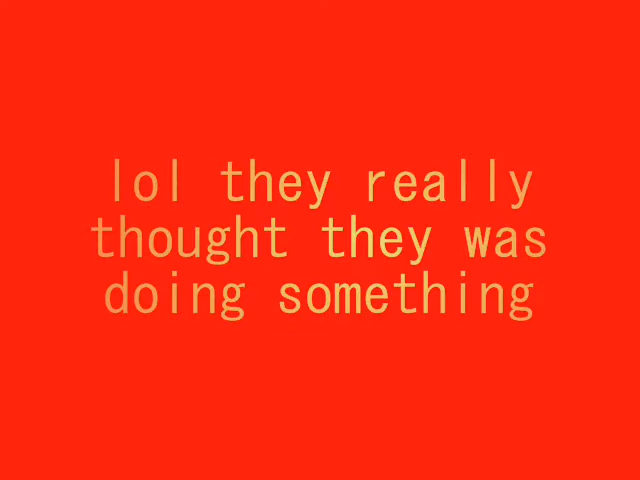 lol they really
thought they was
doing something